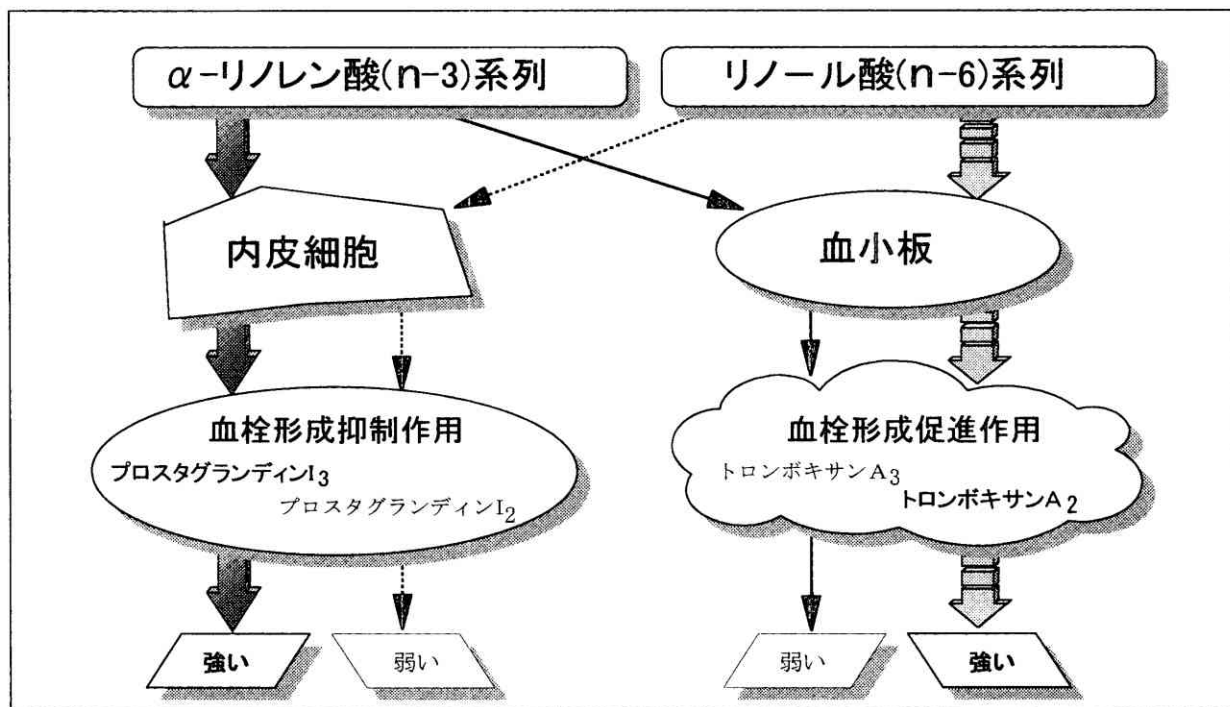 α-リノレン酸(n-3)系列
リノール酸(n-6)系列
内皮細胞
血小板
血栓形成抑制作用
プロスタグランディンI3
プロスタグランディンI2
血栓形成促進作用
トロンボキサンA3
トロンボキサンA2
強い
弱い
弱い
強い